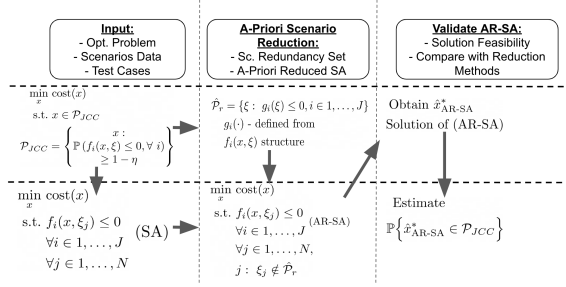 Input:
- Opt. Problem
- Scenarios Data
- Test Cases
A-Priori Scenario
Reduction:
- Sc. Redundancy Set
- A-Priori Reduced SA
Validate AR-SA:
- Solution Feasibility
- Compare with Reduction
Methods
min cost(x)
x
s.t. x ∈ P_JCC
P_JCC = { x :
ℙ (f_i(x, ξ) ≤ 0, ∀ i)
≥ 1 − η }
P̂_r = {ξ : g_i(ξ) ≤ 0, i ∈ 1, . . . , J}
g_i(·) - defined from
f_i(x, ξ) structure
Obtain x̂*_AR-SA
Solution of (AR-SA)
min cost(x)
x
s.t. f_i(x, ξ_j) ≤ 0
(SA)
∀i ∈ 1, . . . , J
∀j ∈ 1, . . . , N
min cost(x)
x
s.t. f_i(x, ξ_j) ≤ 0
(AR-SA)
∀i ∈ 1, . . . , J
∀j ∈ 1, . . . , N,
j : ξ_j ∉ P̂_r
Estimate
ℙ{x̂*_AR-SA ∈ P_JCC}